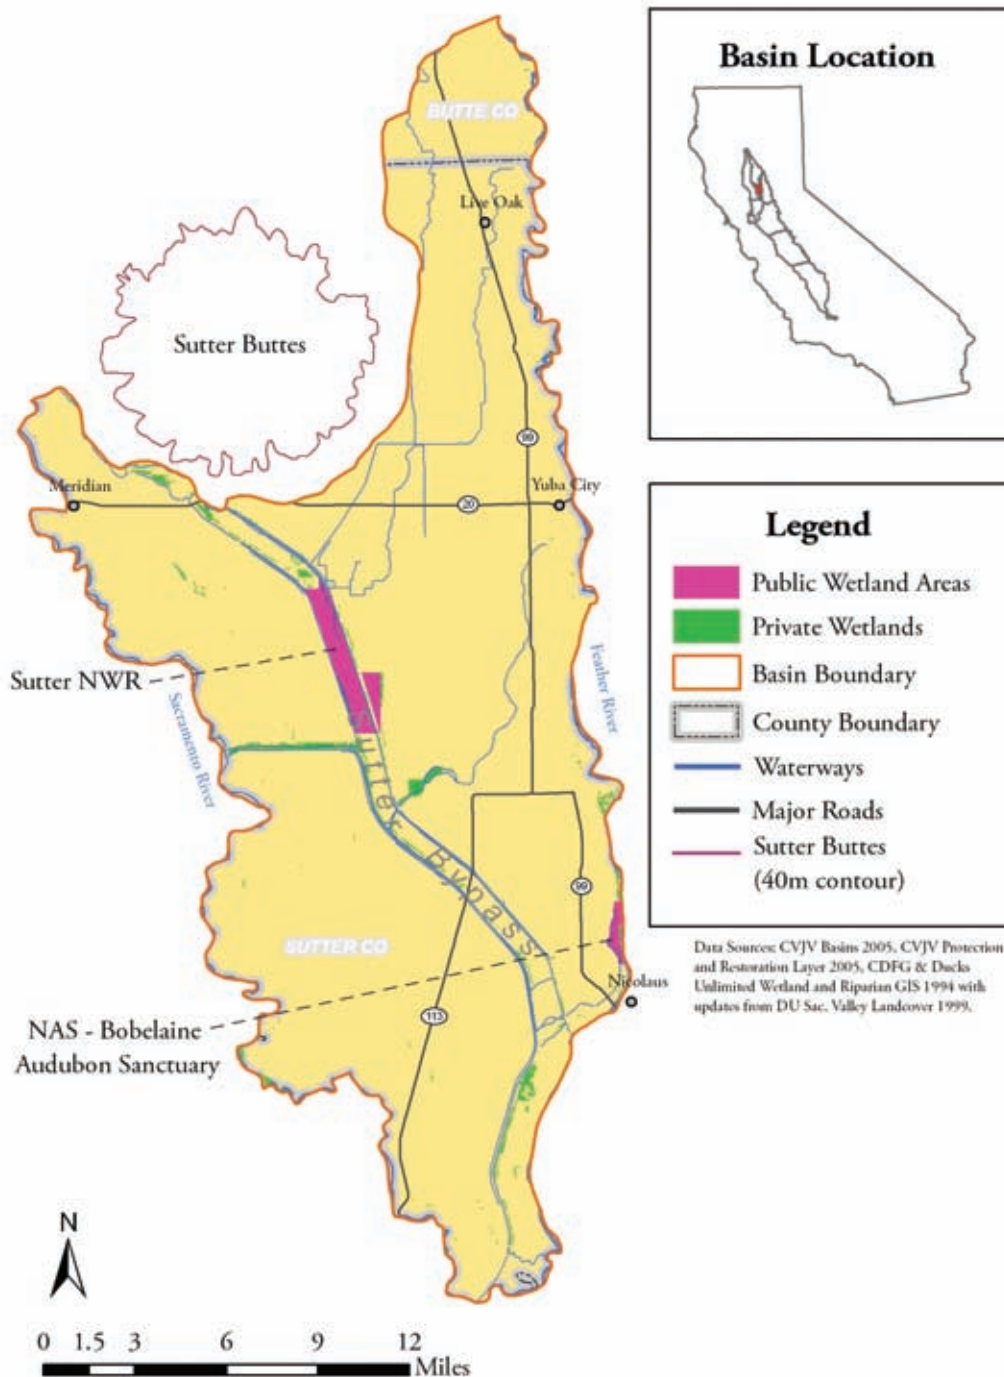 Basin Location
BUTTE CO
Live Oak
Sutter Buttes
99
Meridian
20
Yuba City
Legend
Public Wetland Areas
Private Wetlands
Basin Boundary
County Boundary
Waterways
Major Roads
Sutter Buttes
(40m contour)
Sutter NWR
Sacramento River
Feather River
Sutter Bypass
99
SUTTER CO
Nicolaus
113
NAS - Bobelaine
Audubon Sanctuary
Data Sources: CVJV Basins 2005, CVJV Protection
and Restoration Layer 2005, CDFG & Ducks
Unlimited Wetland and Riparian GIS 1994 with
updates from DU Sac. Valley Landcover 1999.
N
0 1.5 3 6 9 12
Miles